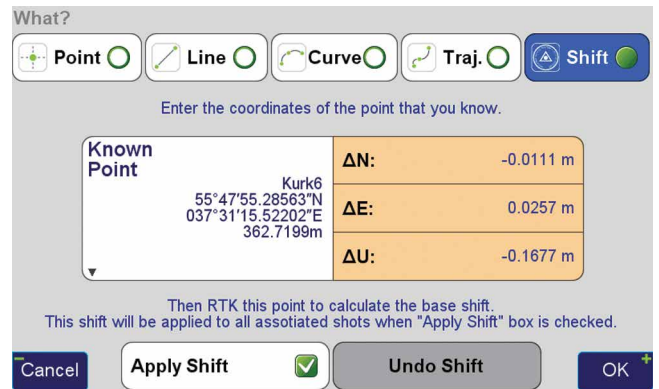 What?
Point Line Curve Traj. Shift
Enter the coordinates of the point that you know.
Known
Point
Kurk6
55°47'55.28563"N
037°31'15.52202"E
362.7199m
ΔN: -0.0111 m
ΔE: 0.0257 m
ΔU: -0.1677 m
Then RTK this point to calculate the base shift.
This shift will be applied to all assotiated shots when "Apply Shift" box is checked.
Cancel Apply Shift Undo Shift OK